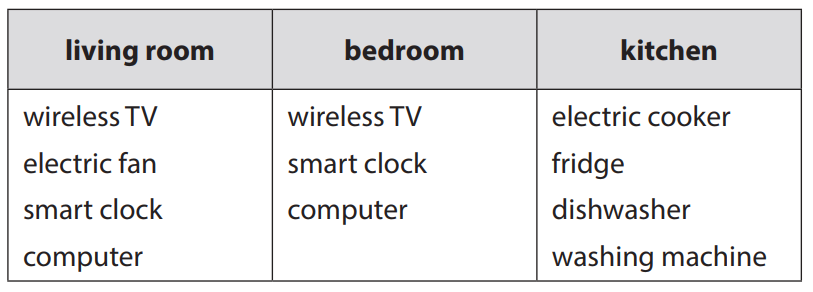 living room bedroom kitchen
wireless TV wireless TV electric cooker
electric fan smart clock fridge
smart clock computer dishwasher
computer washing machine